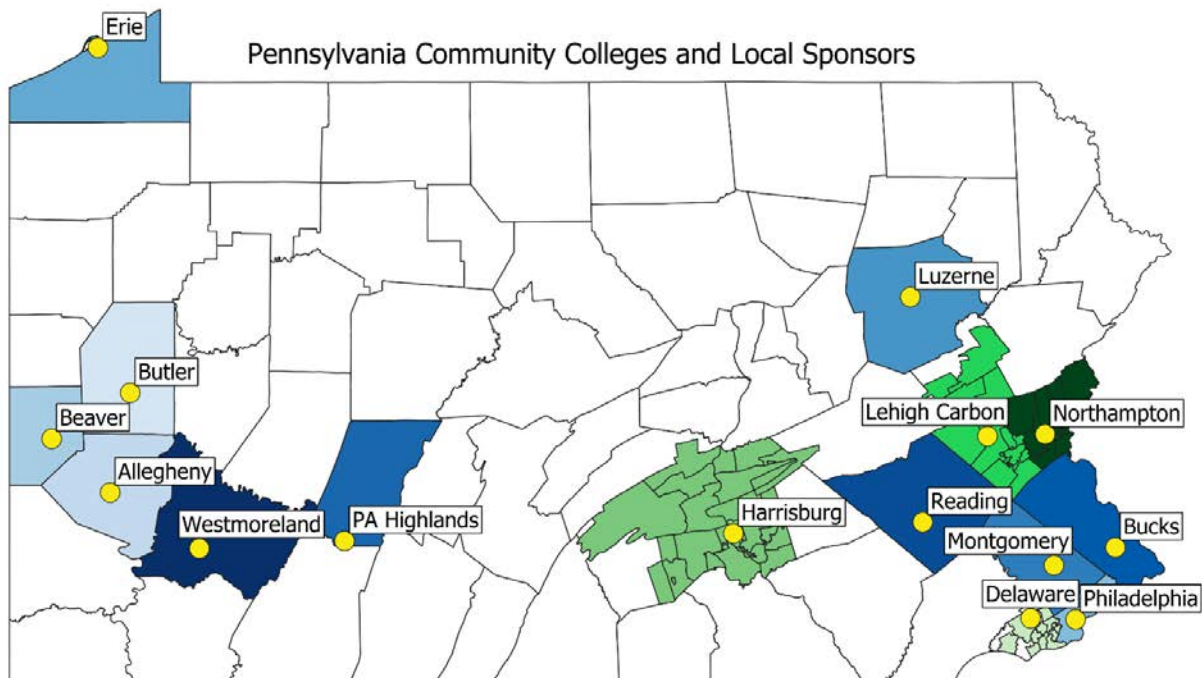 Erie
Pennsylvania Community Colleges and Local Sponsors
Luzerne
Butler
Beaver
Lehigh Carbon
Northampton
Allegheny
Reading
Harrisburg
Westmoreland
PA Highlands
Bucks
Montgomery
Delaware
Philadelphia